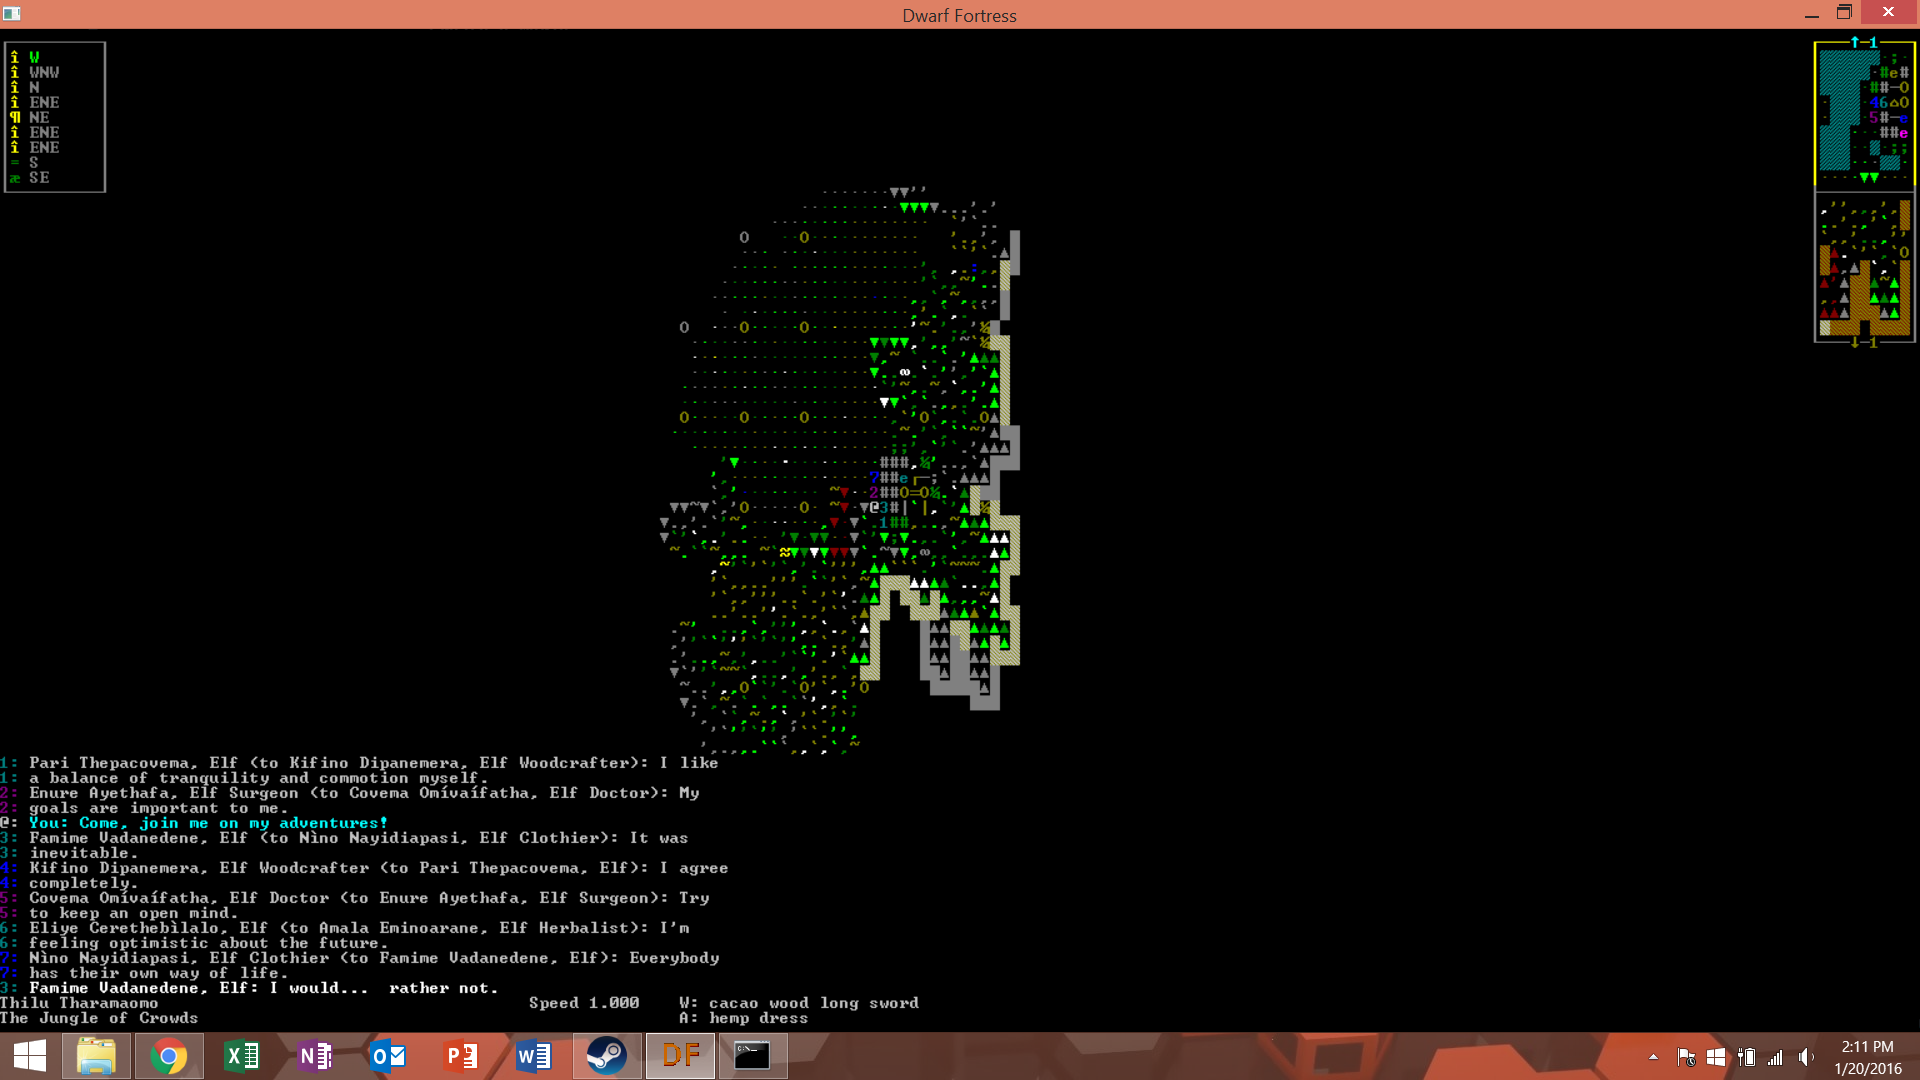 Dwarf Fortress
î W
î WNW
î N
î ENE
¶ NE
î ENE
î ENE
= S
æ SE
↑ 1
↓ 1
1: Pari Thepacovema, Elf (to Kifino Dipanemera, Elf Woodcrafter): I like
1: a balance of tranquility and commotion myself.
2: Enure Ayethafa, Elf Surgeon (to Covema Omívaífatha, Elf Doctor): My
2: goals are important to me.
@: You: Come, join me on my adventures!
3: Famime Vadanedene, Elf (to Nìno Nayidiapasi, Elf Clothier): It was
3: inevitable.
4: Kifino Dipanemera, Elf Woodcrafter (to Pari Thepacovema, Elf): I agree
4: completely.
5: Covema Omívaífatha, Elf Doctor (to Enure Ayethafa, Elf Surgeon): Try
5: to keep an open mind.
6: Eliye Cerethebìlalo, Elf (to Amala Eminoarane, Elf Herbalist): I'm
6: feeling optimistic about the future.
7: Nìno Nayidiapasi, Elf Clothier (to Famime Vadanedene, Elf): Everybody
7: has their own way of life.
3: Famime Vadanedene, Elf: I would... rather not.
Thilu Tharamaomo Speed 1.000 W: cacao wood long sword
The Jungle of Crowds A: hemp dress
DF
2:11 PM
1/20/2016